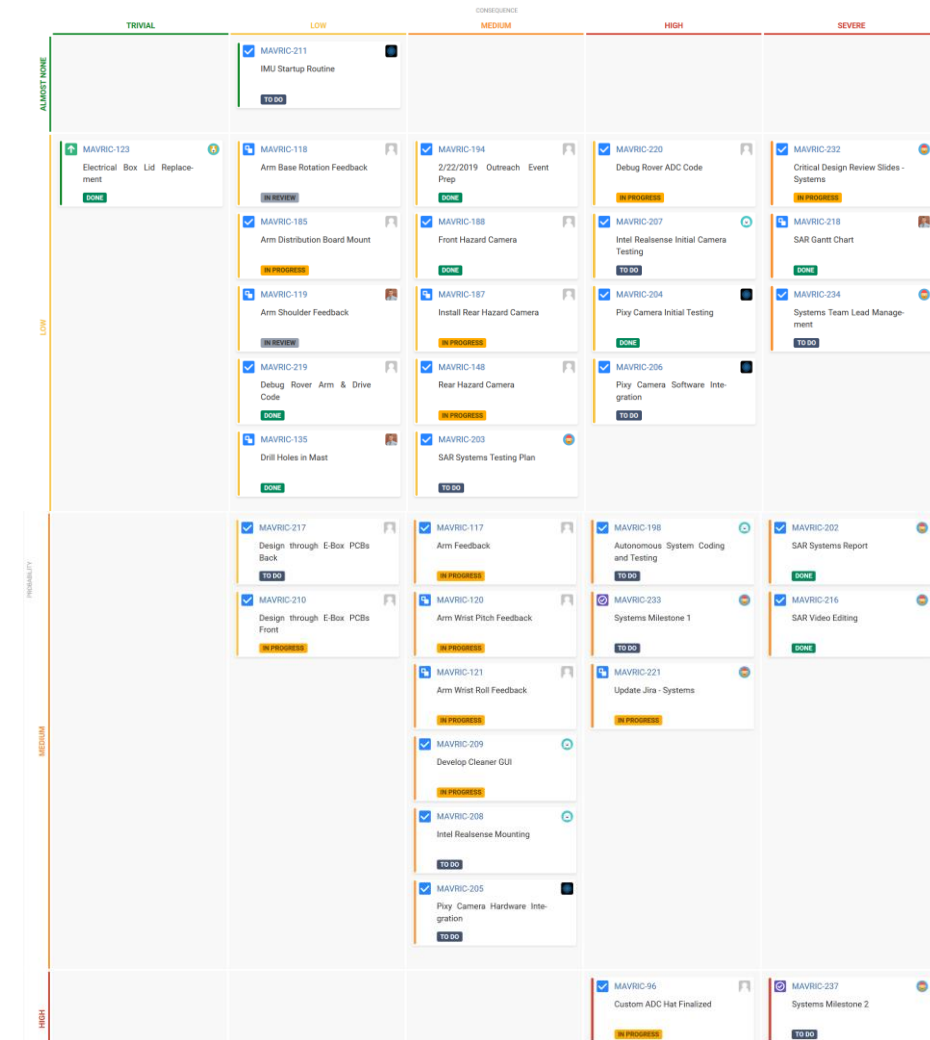 CONSEQUENCE
TRIVIAL
LOW
MEDIUM
HIGH
SEVERE
ALMOST NONE
MAVRIC-211
IMU Startup Routine
TO DO
LOW
MAVRIC-123
Electrical Box Lid Replace-
ment
DONE
MAVRIC-118
Arm Base Rotation Feedback
IN REVIEW
MAVRIC-185
Arm Distribution Board Mount
IN PROGRESS
MAVRIC-119
Arm Shoulder Feedback
IN REVIEW
MAVRIC-219
Debug Rover Arm & Drive
Code
DONE
MAVRIC-135
Drill Holes in Mast
DONE
MAVRIC-194
2/22/2019 Outreach Event
Prep
DONE
MAVRIC-188
Front Hazard Camera
DONE
MAVRIC-187
Install Rear Hazard Camera
IN PROGRESS
MAVRIC-148
Rear Hazard Camera
IN PROGRESS
MAVRIC-203
SAR Systems Testing Plan
TO DO
MAVRIC-220
Debug Rover ADC Code
IN PROGRESS
MAVRIC-207
Intel Realsense Initial Camera
Testing
TO DO
MAVRIC-204
Pixy Camera Initial Testing
DONE
MAVRIC-206
Pixy Camera Software Inte-
gration
TO DO
MAVRIC-232
Critical Design Review Slides -
Systems
IN PROGRESS
MAVRIC-218
SAR Gantt Chart
DONE
MAVRIC-234
Systems Team Lead Manage-
ment
TO DO
PROBABILITY
MEDIUM
MAVRIC-217
Design through E-Box PCBs
Back
TO DO
MAVRIC-210
Design through E-Box PCBs
Front
IN PROGRESS
MAVRIC-117
Arm Feedback
IN PROGRESS
MAVRIC-120
Arm Wrist Pitch Feedback
IN PROGRESS
MAVRIC-121
Arm Wrist Roll Feedback
IN PROGRESS
MAVRIC-209
Develop Cleaner GUI
IN PROGRESS
MAVRIC-208
Intel Realsense Mounting
TO DO
MAVRIC-205
Pixy Camera Hardware Inte-
gration
TO DO
MAVRIC-198
Autonomous System Coding
and Testing
TO DO
MAVRIC-233
Systems Milestone 1
TO DO
MAVRIC-221
Update Jira - Systems
IN PROGRESS
MAVRIC-202
SAR Systems Report
DONE
MAVRIC-216
SAR Video Editing
DONE
HIGH
MAVRIC-96
Custom ADC Hat Finalized
IN PROGRESS
MAVRIC-237
Systems Milestone 2
TO DO